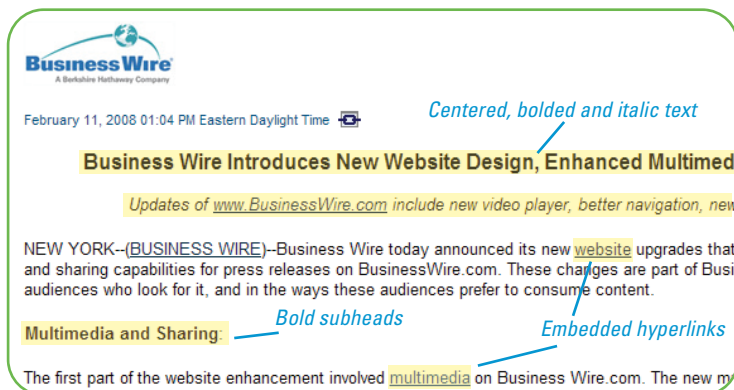 Business Wire
A Berkshire Hathaway Company
February 11, 2008 01:04 PM Eastern Daylight Time
Centered, bolded and italic text
Business Wire Introduces New Website Design, Enhanced Multimed
Updates of www.BusinessWire.com include new video player, better navigation, new
NEW YORK--(BUSINESS WIRE)--Business Wire today announced its new website upgrades that
and sharing capabilities for press releases on BusinessWire.com. These changes are part of Busi
audiences who look for it, and in the ways these audiences prefer to consume content.
Bold subheads
Multimedia and Sharing:
Embedded hyperlinks
The first part of the website enhancement involved multimedia on Business Wire.com. The new m